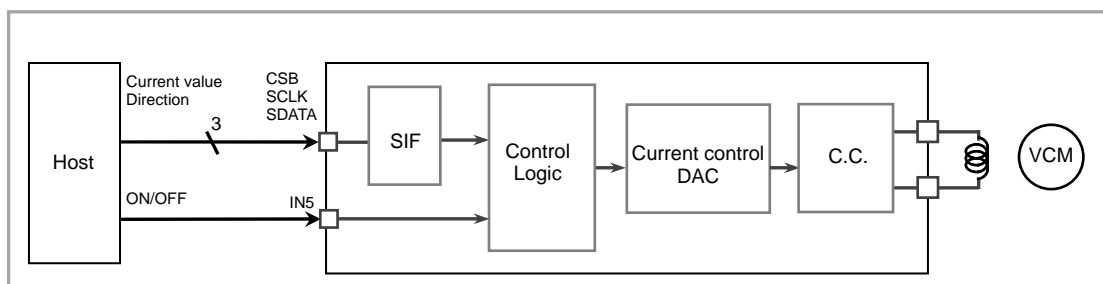 Current value
Direction
CSB
SCLK
SDATA
3
Host
SIF
Control
Logic
Current control
DAC
C.C.
VCM
ON/OFF
IN5